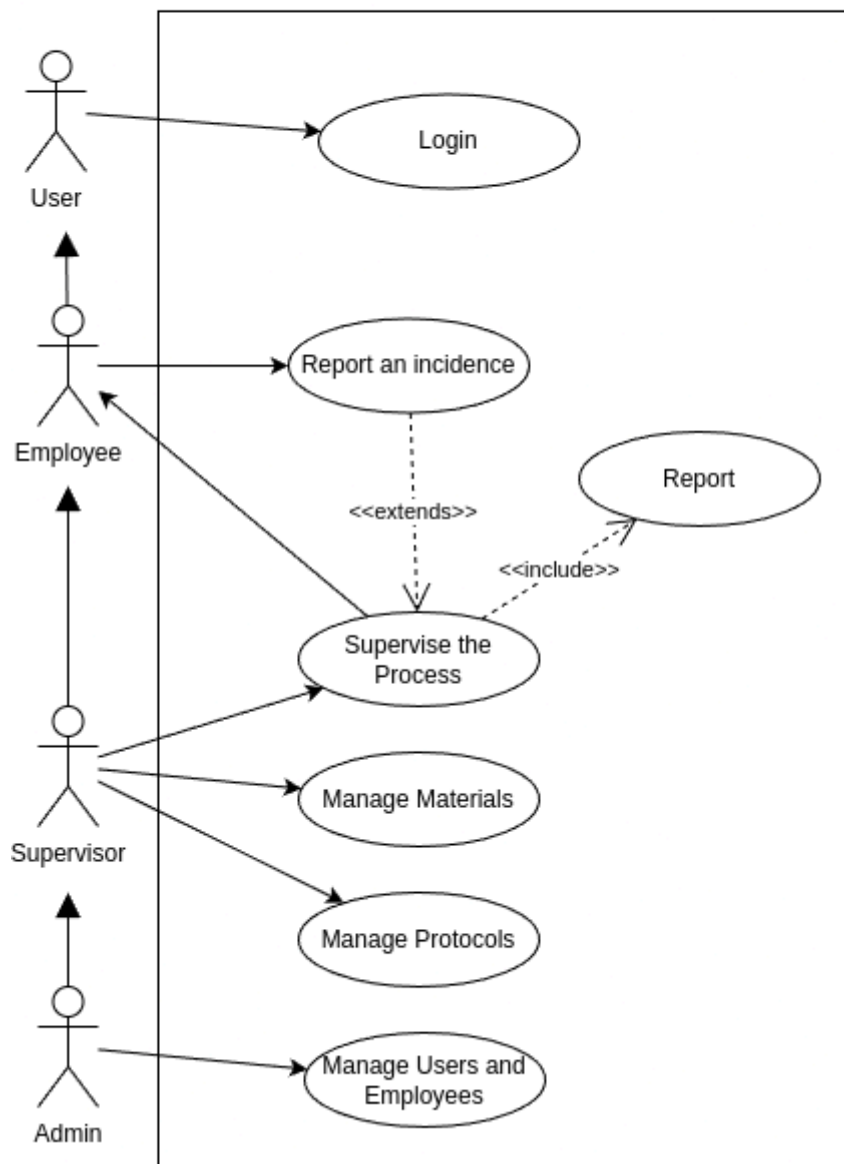 User
Login
Employee
Report an incidence
Report
<<extends>>
<<include>>
Supervise the
Process
Supervisor
Manage Materials
Manage Protocols
Admin
Manage Users and
Employees